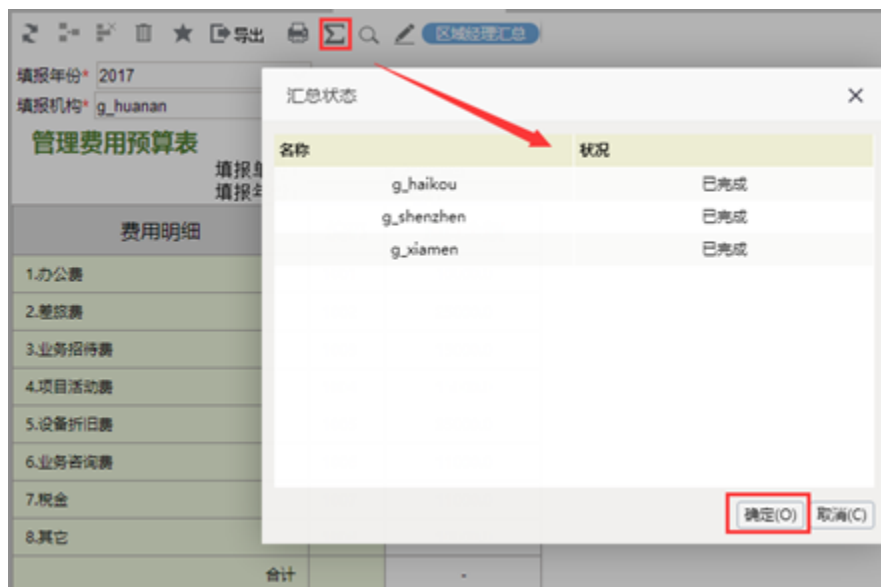 导出 区域经理汇总
填报年份* 2017
填报机构* g_huanan
管理费用预算表
填报单
填报年
费用明细
1.办公费
2.差旅费
3.业务招待费
4.项目活动费
5.设备折旧费
6.业务咨询费
7.税金
8.其它
合计 -
汇总状态
名称 状况
g_haikou 已完成
g_shenzhen 已完成
g_xiamen 已完成
确定(O) 取消(C)